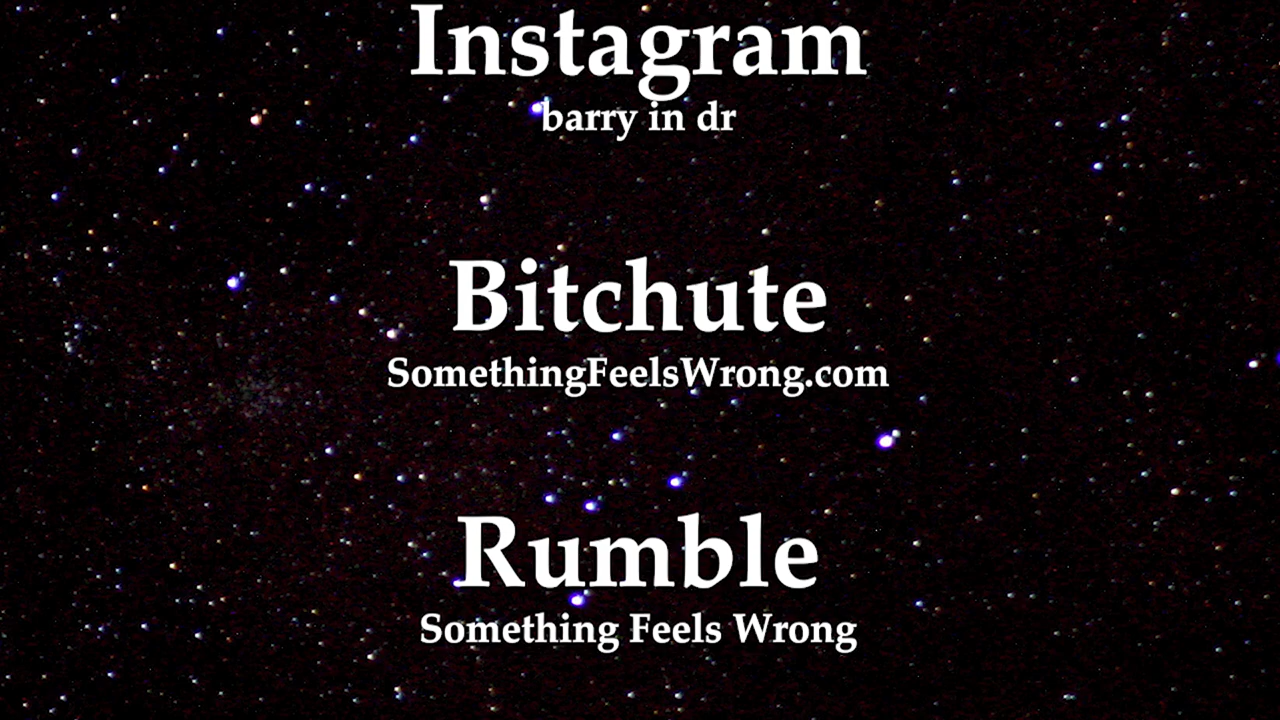 Instagram
barry in dr
Bitchute
SomethingFeelsWrong.com
Rumble
Something Feels Wrong